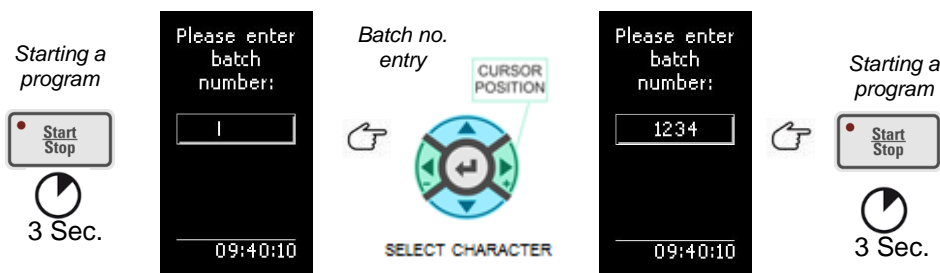 Starting a
program
Start
Stop
3 Sec.
Please enter
batch
number:
09:40:10
Batch no.
entry
CURSOR
POSITION
-
+
SELECT CHARACTER
Please enter
batch
number:
1234
09:40:10
Starting a
program
Start
Stop
3 Sec.